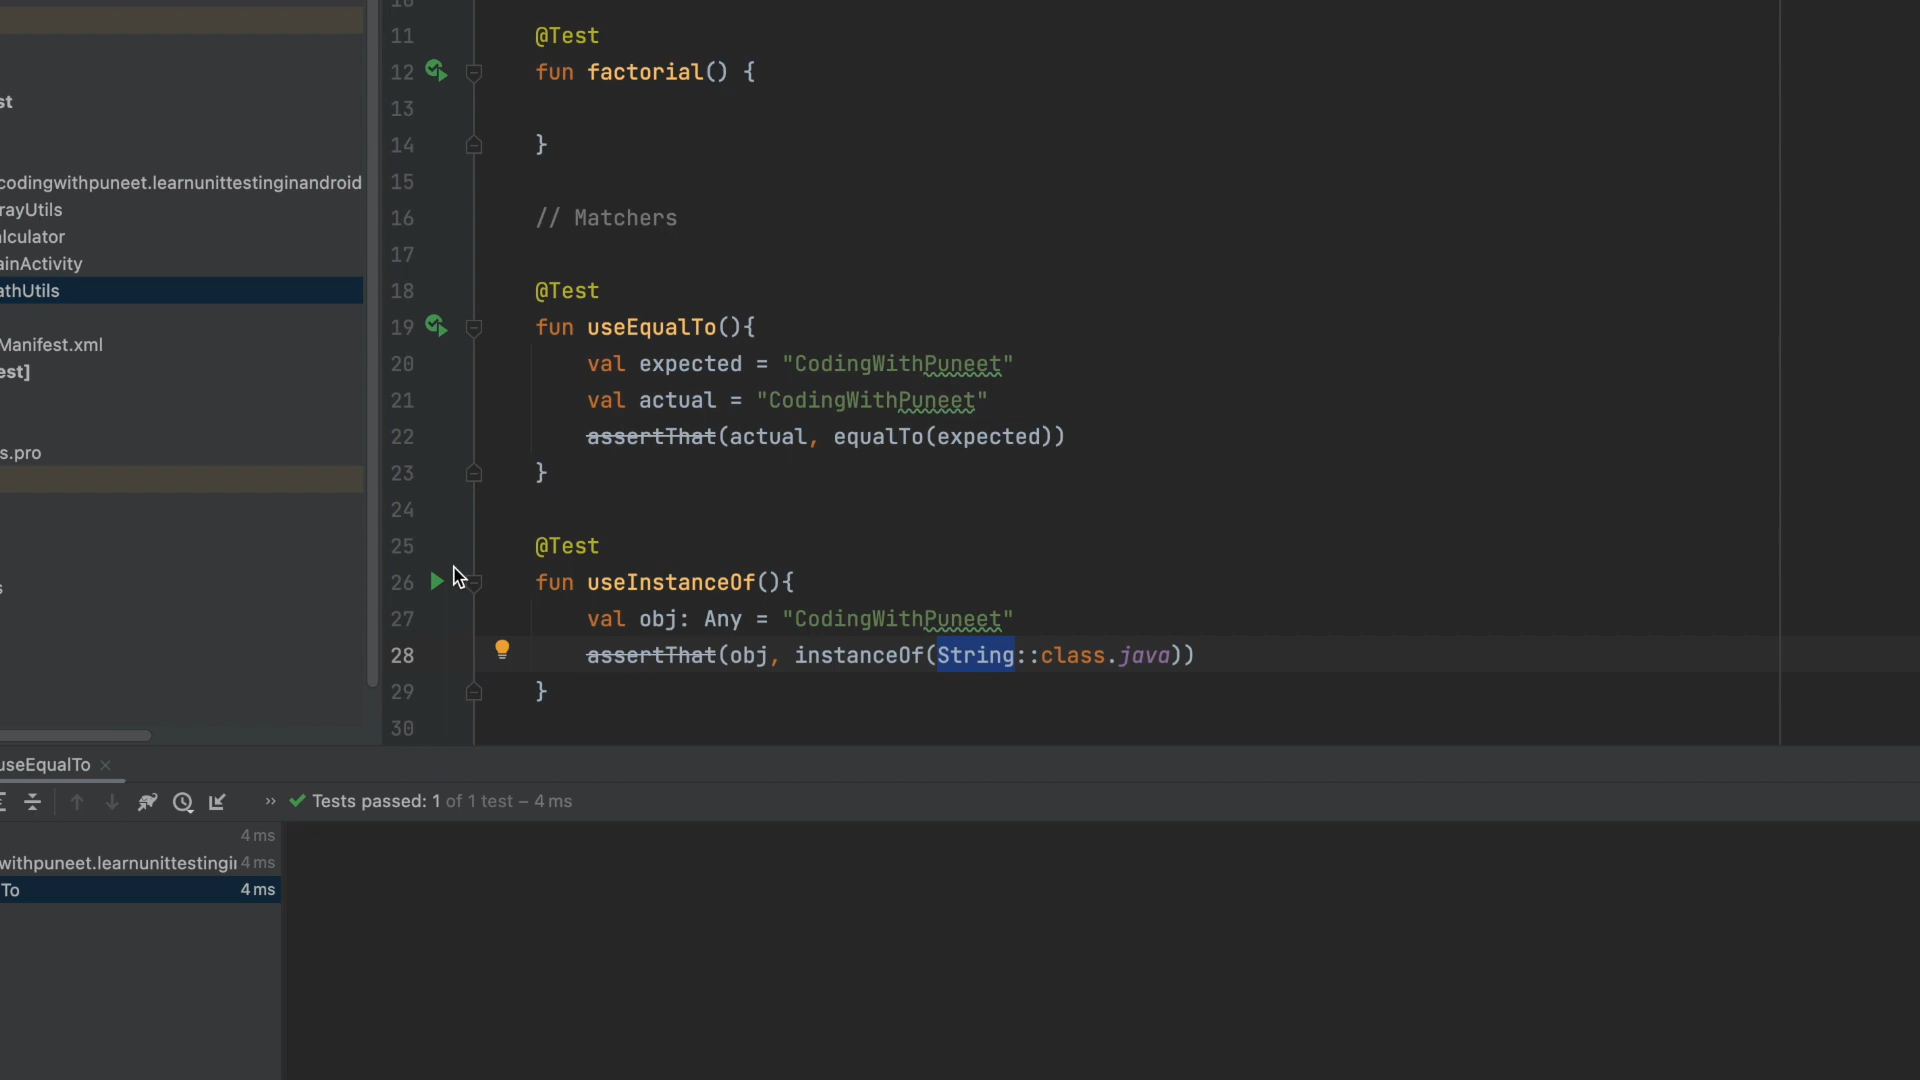 st
codingwithpuneet.learnunittestinginandroid
rayUtils
alculator
ainActivity
athUtils
Manifest.xml
est]
s.pro
s
10
11 @Test
12 fun factorial() {
13
14 }
15
16 // Matchers
17
18 @Test
19 fun useEqualTo(){
20 val expected = "CodingWithPuneet"
21 val actual = "CodingWithPuneet"
22 assertThat(actual, equalTo(expected))
23 }
24
25 @Test
26 fun useInstanceOf(){
27 val obj: Any = "CodingWithPuneet"
28 assertThat(obj, instanceOf(String::class.java))
29 }
30
useEqualTo ×
» Tests passed: 1 of 1 test – 4 ms
4 ms
withpuneet.learnunittestingii 4 ms
To 4 ms